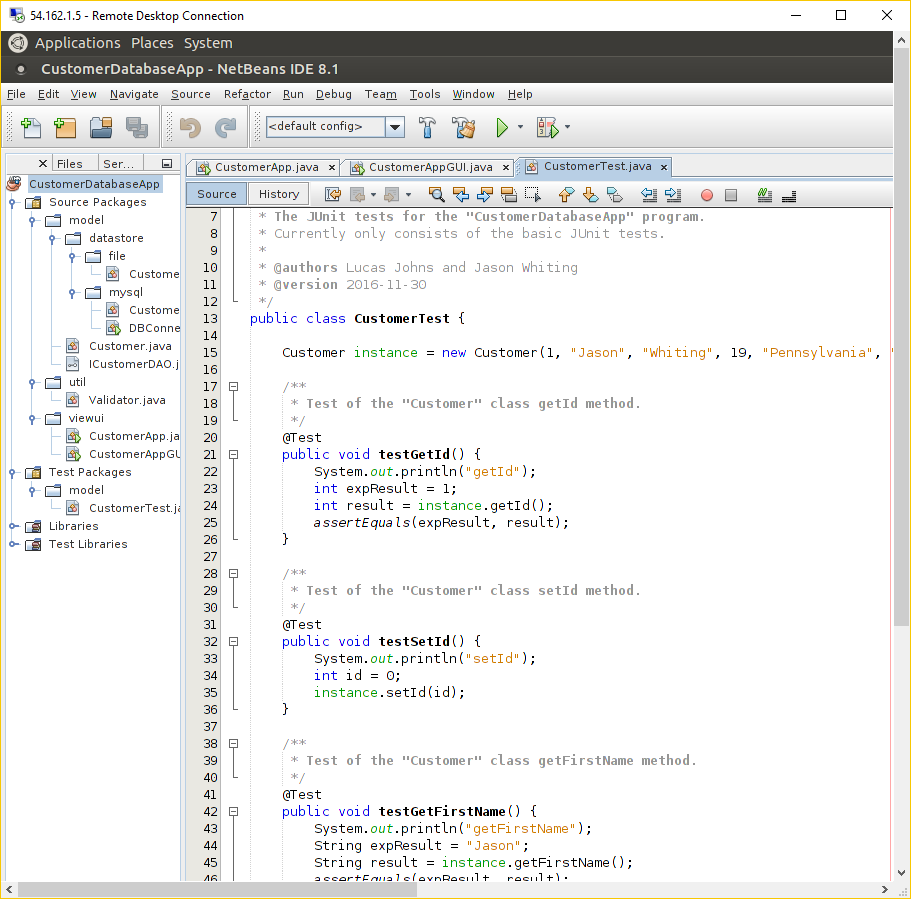 54.162.1.5 - Remote Desktop Connection
Applications Places System
CustomerDatabaseApp - NetBeans IDE 8.1
File Edit View Navigate Source Refactor Run Debug Team Tools Window Help
<default config>
Files Ser...
CustomerApp.java CustomerAppGUI.java CustomerTest.java
Source History
CustomerDatabaseApp
Source Packages
model
datastore
file
Custome
mysql
Custome
DBConne
Customer.java
ICustomerDAO.j
util
Validator.java
viewui
CustomerApp.ja
CustomerAppGU
Test Packages
model
CustomerTest.ja
Libraries
Test Libraries
7 * The JUnit tests for the "CustomerDatabaseApp" program.
8 * Currently only consists of the basic JUnit tests.
9 *
10 * @authors Lucas Johns and Jason Whiting
11 * @version 2016-11-30
12 */
13 public class CustomerTest {
14
15 Customer instance = new Customer(1, "Jason", "Whiting", 19, "Pennsylvania", "
16
17 /**
18 * Test of the "Customer" class getId method.
19 */
20 @Test
21 public void testGetId() {
22 System.out.println("getId");
23 int expResult = 1;
24 int result = instance.getId();
25 assertEquals(expResult, result);
26 }
27
28 /**
29 * Test of the "Customer" class setId method.
30 */
31 @Test
32 public void testSetId() {
33 System.out.println("setId");
34 int id = 0;
35 instance.setId(id);
36 }
37
38 /**
39 * Test of the "Customer" class getFirstName method.
40 */
41 @Test
42 public void testGetFirstName() {
43 System.out.println("getFirstName");
44 String expResult = "Jason";
45 String result = instance.getFirstName();
46 assertEquals(expResult, result);